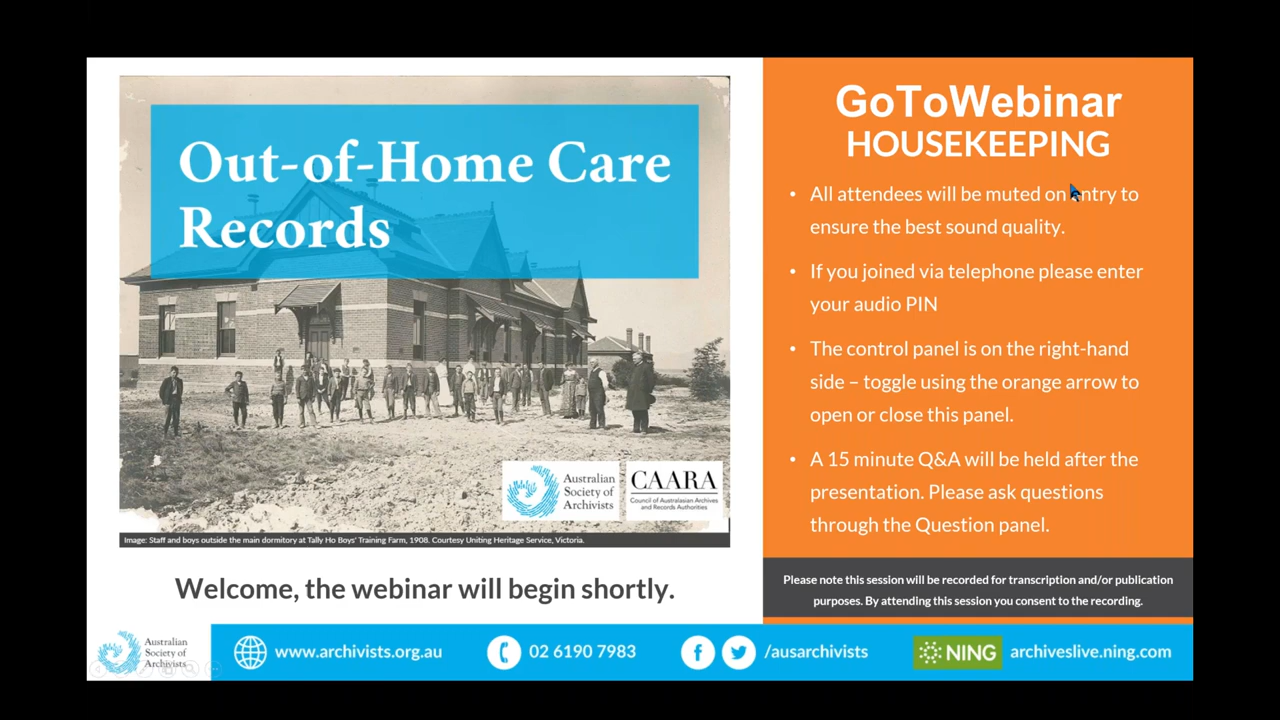 Out-of-Home Care
Records
Australian
Society of
Archivists
CAARA
Council of Australasian Archives
and Records Authorities
Image: Staff and boys outside the main dormitory at Tally Ho Boys' Training Farm, 1908. Courtesy Uniting Heritage Service, Victoria.
Welcome, the webinar will begin shortly.
GoToWebinar
HOUSEKEEPING
• All attendees will be muted on entry to
ensure the best sound quality.
• If you joined via telephone please enter
your audio PIN
• The control panel is on the right-hand
side – toggle using the orange arrow to
open or close this panel.
• A 15 minute Q&A will be held after the
presentation. Please ask questions
through the Question panel.
Please note this session will be recorded for transcription and/or publication
purposes. By attending this session you consent to the recording.
Australian
Society of
Archivists
www.archivists.org.au
02 6190 7983
/ausarchivists
NING
archiveslive.ning.com